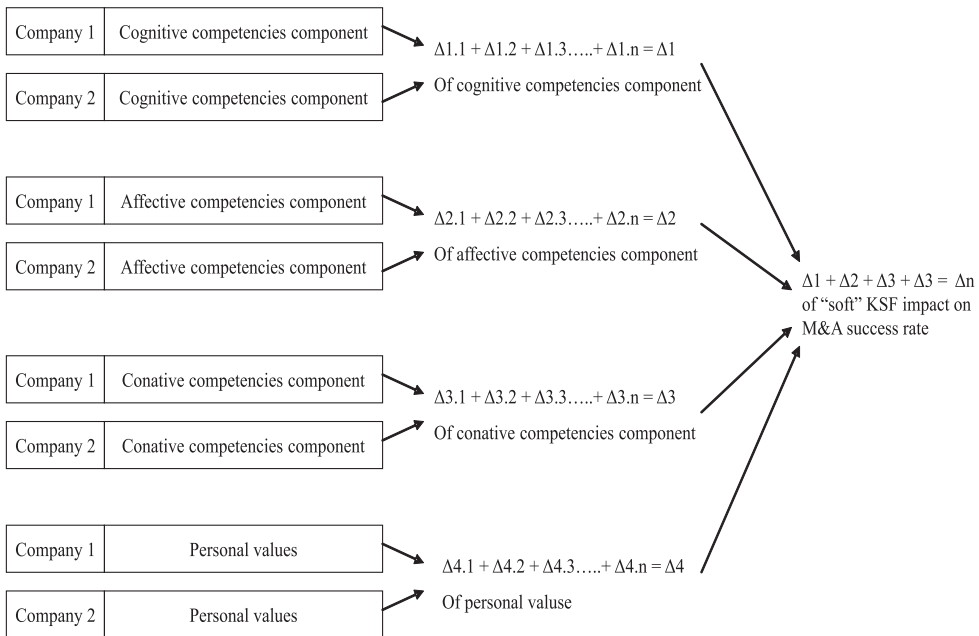 Company 1 Cognitive competencies component
Company 2 Cognitive competencies component
Δ1.1 + Δ1.2 + Δ1.3…..+ Δ1.n = Δ1
Of cognitive competencies component
Company 1 Affective competencies component
Company 2 Affective competencies component
Δ2.1 + Δ2.2 + Δ2.3…..+ Δ2.n = Δ2
Of affective competencies component
Δ1 + Δ2 + Δ3 + Δ3 = Δn
of “soft” KSF impact on
M&A success rate
Company 1 Conative competencies component
Company 2 Conative competencies component
Δ3.1 + Δ3.2 + Δ3.3…..+ Δ3.n = Δ3
Of conative competencies component
Company 1 Personal values
Company 2 Personal values
Δ4.1 + Δ4.2 + Δ4.3…..+ Δ4.n = Δ4
Of personal valuse